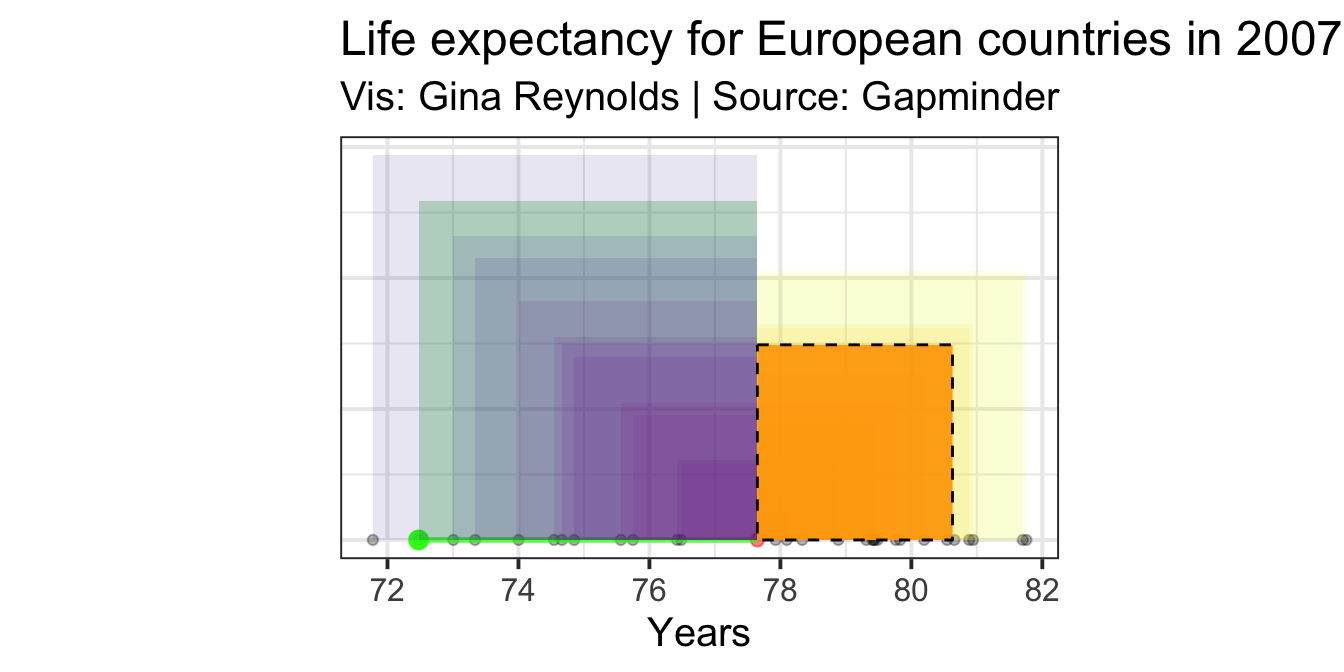 Life expectancy for European countries in 2007
Vis: Gina Reynolds | Source: Gapminder
72 74 76 78 80 82
Years